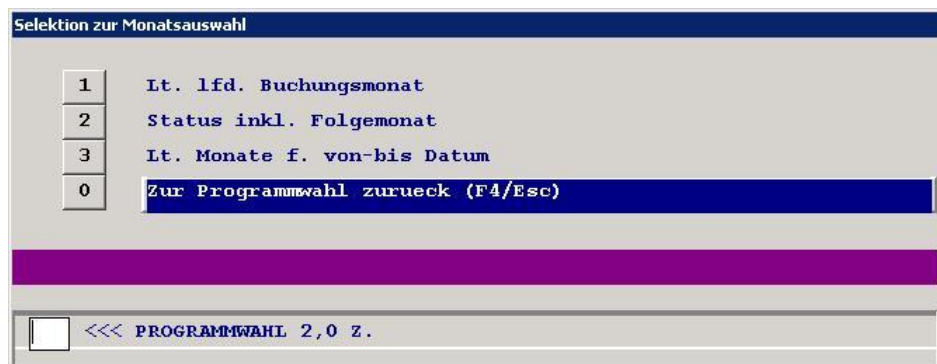 Selektion zur Monatsauswahl
1 Lt. lfd. Buchungsmonat
2 Status inkl. Folgemonat
3 Lt. Monate f. von-bis Datum
0 Zur Programmwahl zurueck (F4/Esc)
<<< PROGRAMMWAHL 2,0 Z.